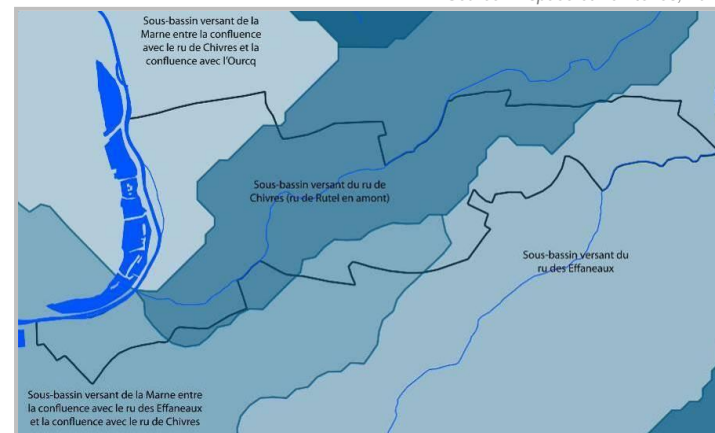 Sous-bassin versant de la
Marne entre la confluence
avec le ru de Chivres et la
confluence avec l'Ourcq
Sous-bassin versant du ru de
Chivres (ru de Rutel en amont)
Sous-bassin versant du
ru des Effaneaux
Sous-bassin versant de la Marne entre
la confluence avec le ru des Effaneaux
et la confluence avec le ru de Chivres